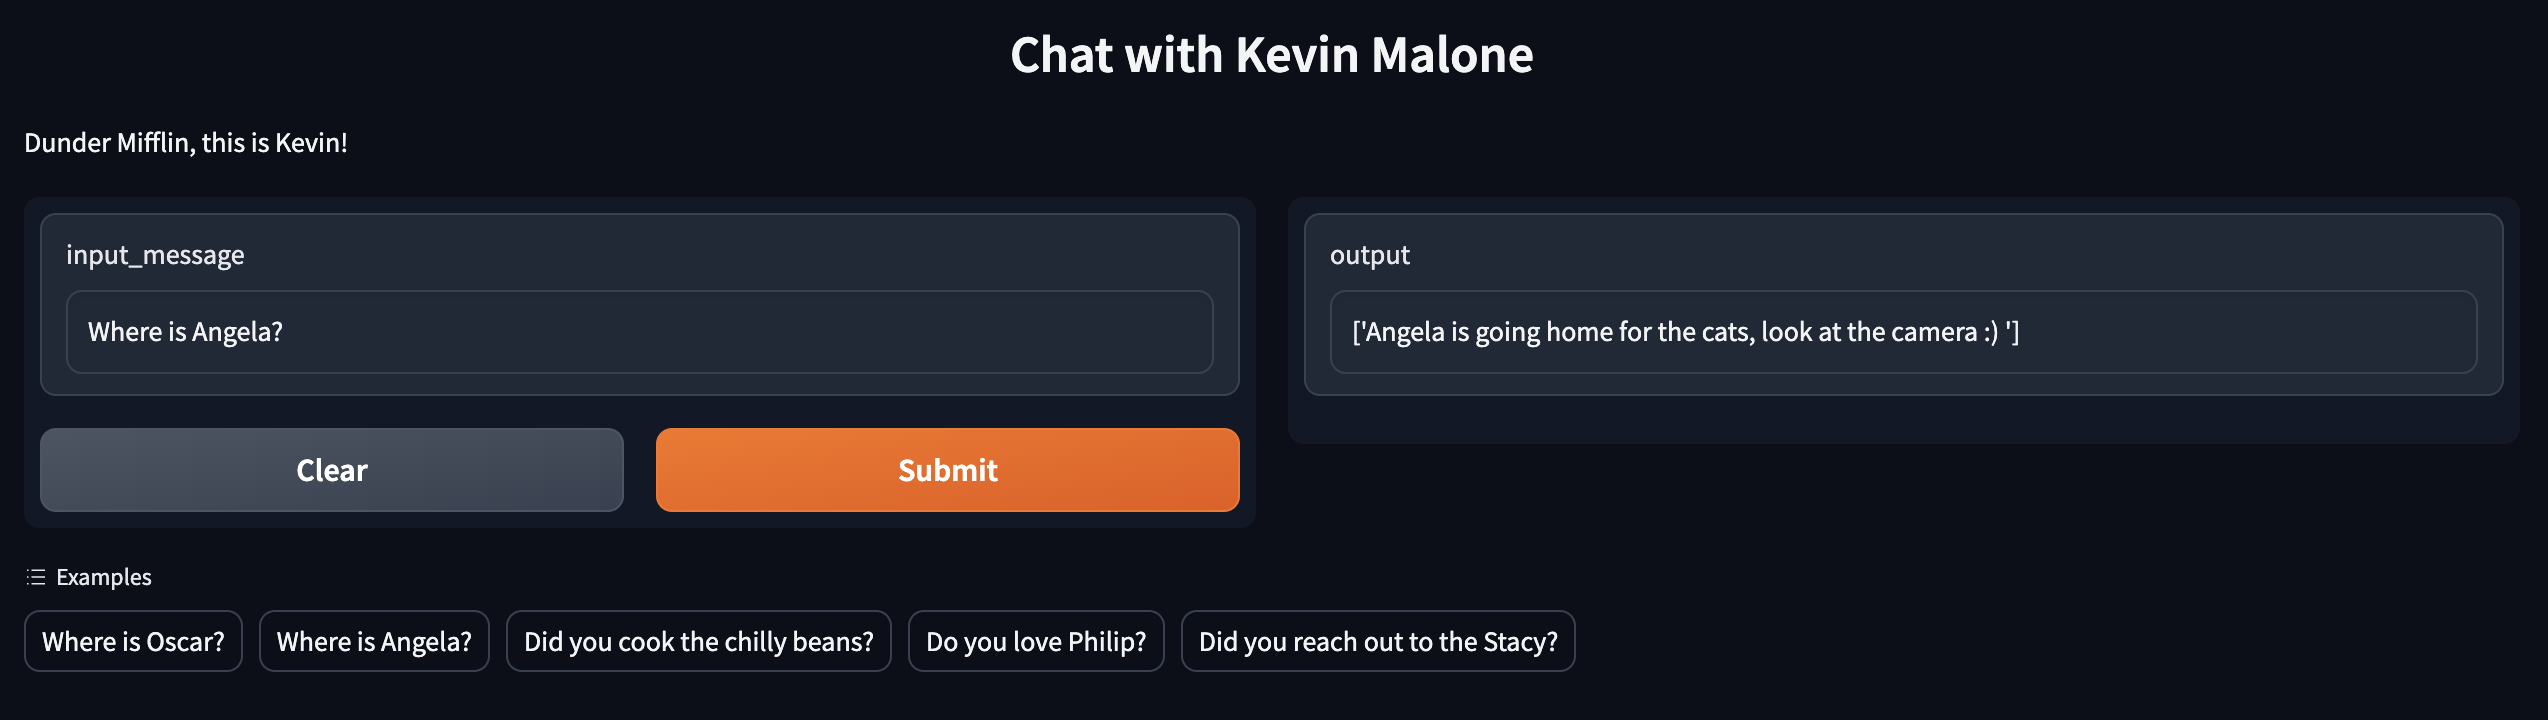 Chat with Kevin Malone
Dunder Mifflin, this is Kevin!
input_message
Where is Angela?
output
['Angela is going home for the cats, look at the camera :) ']
Clear
Submit
Examples
Where is Oscar?
Where is Angela?
Did you cook the chilly beans?
Do you love Philip?
Did you reach out to the Stacy?